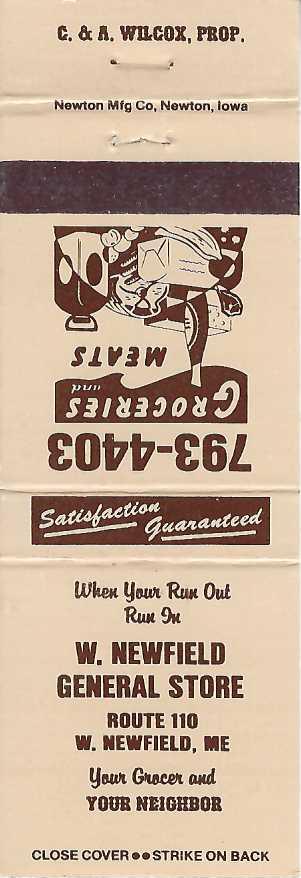 C. & A. WILCOX, PROP.
Newton Mfg Co, Newton, Iowa
GROCERIES
and
MEATS
793-4403
Satisfaction
Guaranteed
When Your Run Out
Run In
W. NEWFIELD
GENERAL STORE
ROUTE 110
W. NEWFIELD, ME
Your Grocer and
YOUR NEIGHBOR
CLOSE COVER ●● STRIKE ON BACK